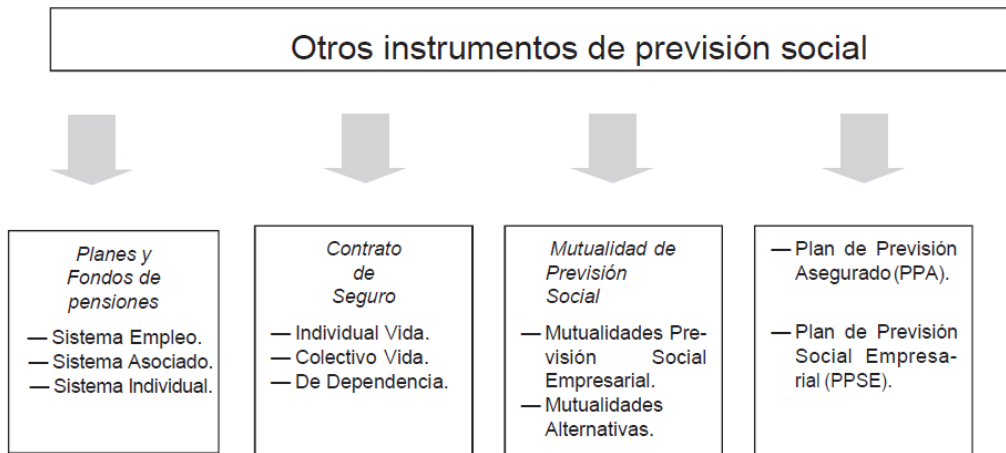 Otros instrumentos de previsión social
Planes y
Fondos de
pensiones
— Sistema Empleo.
— Sistema Asociado.
— Sistema Individual.
Contrato
de
Seguro
— Individual Vida.
— Colectivo Vida.
— De Dependencia.
Mutualidad de
Previsión
Social
— Mutualidades Pre-
visión Social
Empresarial.
— Mutualidades
Alternativas.
— Plan de Previsión
Asegurado (PPA).
— Plan de Previsión
Social Empresa-
rial (PPSE).